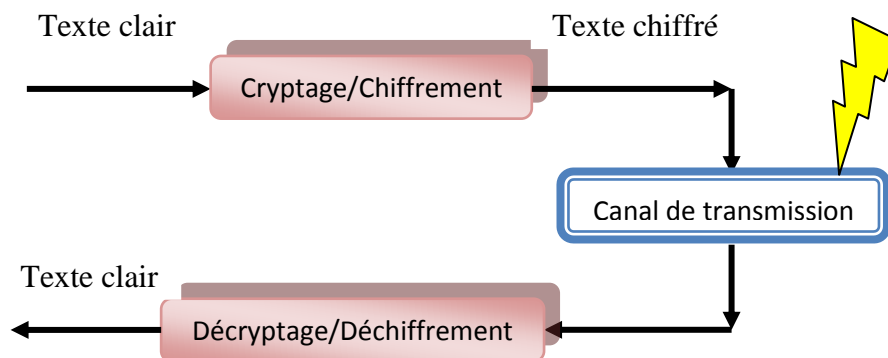 Texte clair
Texte chiffré
Cryptage/Chiffrement
Canal de transmission
Texte clair
Décryptage/Déchiffrement